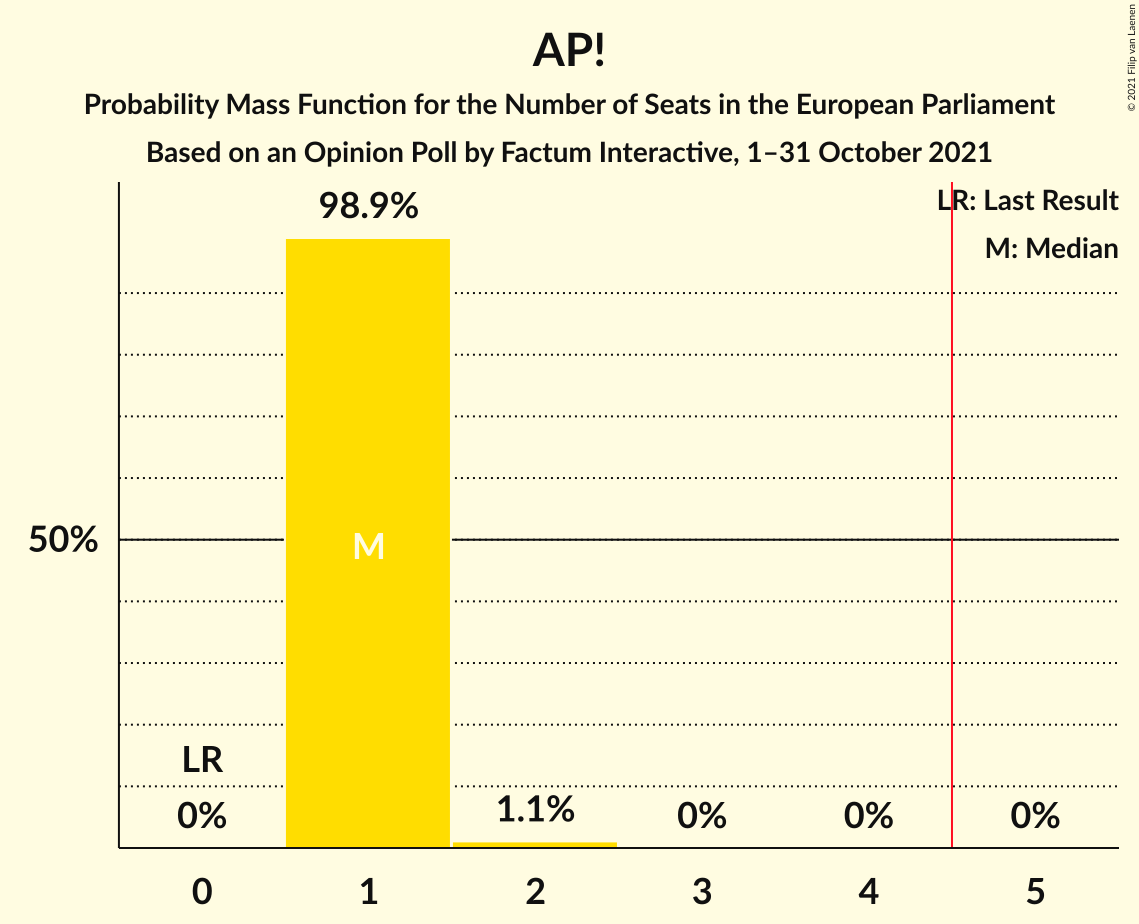 AP!
Probability Mass Function for the Number of Seats in the European Parliament
Based on an Opinion Poll by Factum Interactive, 1–31 October 2021
© 2021 Filip van Laenen
LR: Last Result
M: Median
98.9%
50%
M
LR
0%
1.1%
0%
0%
0%
0
1
2
3
4
5